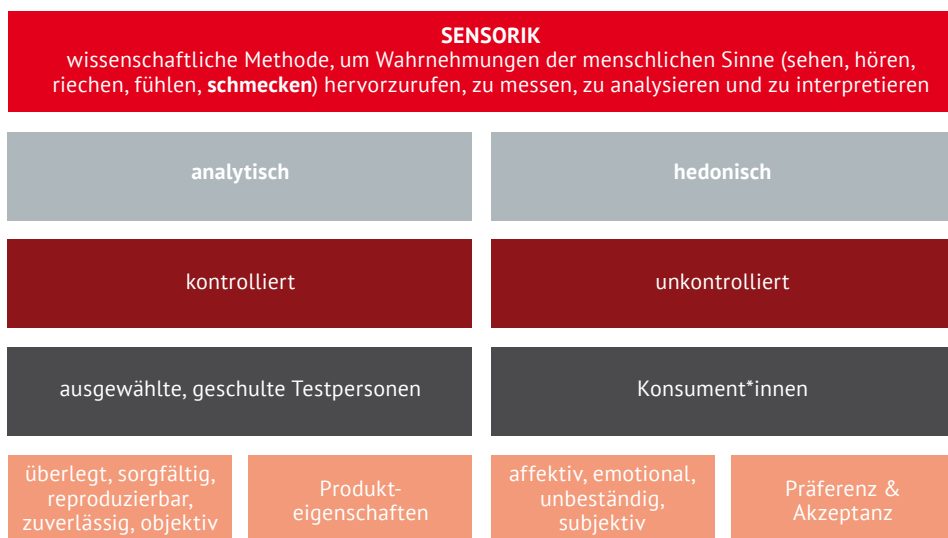 SENSORIK
wissenschaftliche Methode, um Wahrnehmungen der menschlichen Sinne (sehen, hören,
riechen, fühlen, schmecken) hervorzurufen, zu messen, zu analysieren und zu interpretieren
analytisch
hedonisch
kontrolliert
unkontrolliert
ausgewählte, geschulte Testpersonen
Konsument*innen
überlegt, sorgfältig,
reproduzierbar,
zuverlässig, objektiv
Produkt-
eigenschaften
affektiv, emotional,
unbeständig,
subjektiv
Präferenz &
Akzeptanz